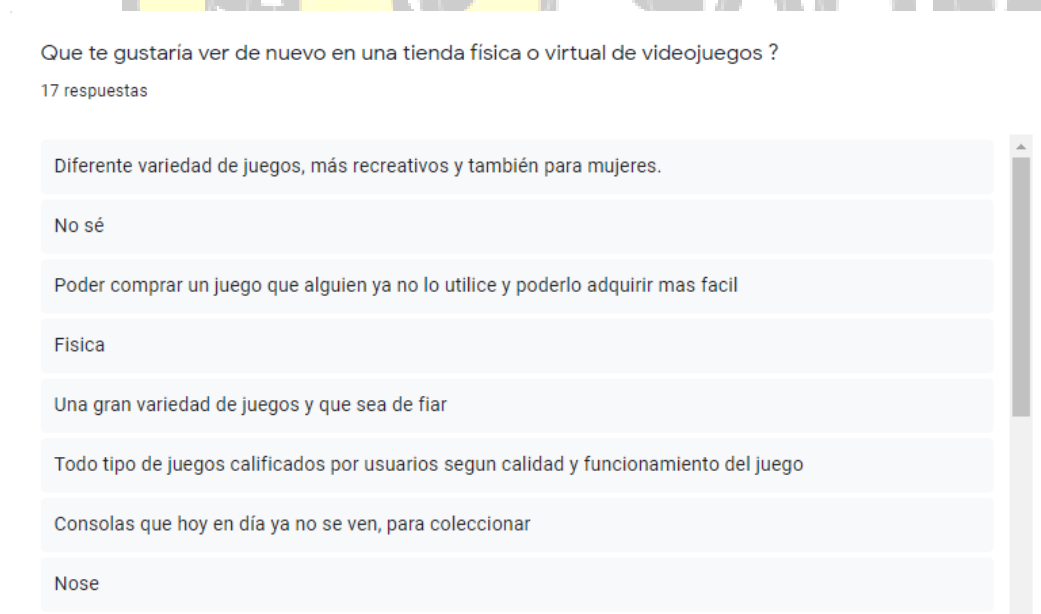 Que te gustaría ver de nuevo en una tienda física o virtual de videojuegos ?
17 respuestas
Diferente variedad de juegos, más recreativos y también para mujeres.
No sé
Poder comprar un juego que alguien ya no lo utilice y poderlo adquirir mas facil
Fisica
Una gran variedad de juegos y que sea de fiar
Todo tipo de juegos calificados por usuarios segun calidad y funcionamiento del juego
Consolas que hoy en día ya no se ven, para coleccionar
Nose